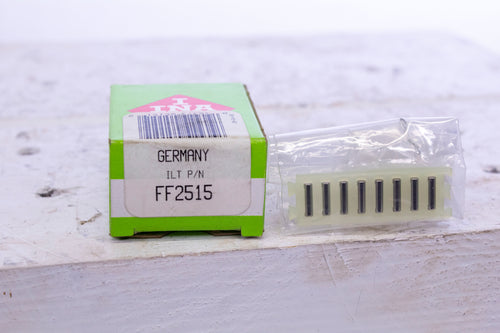 I
INA
GERMANY
ILT P/N
FF2515